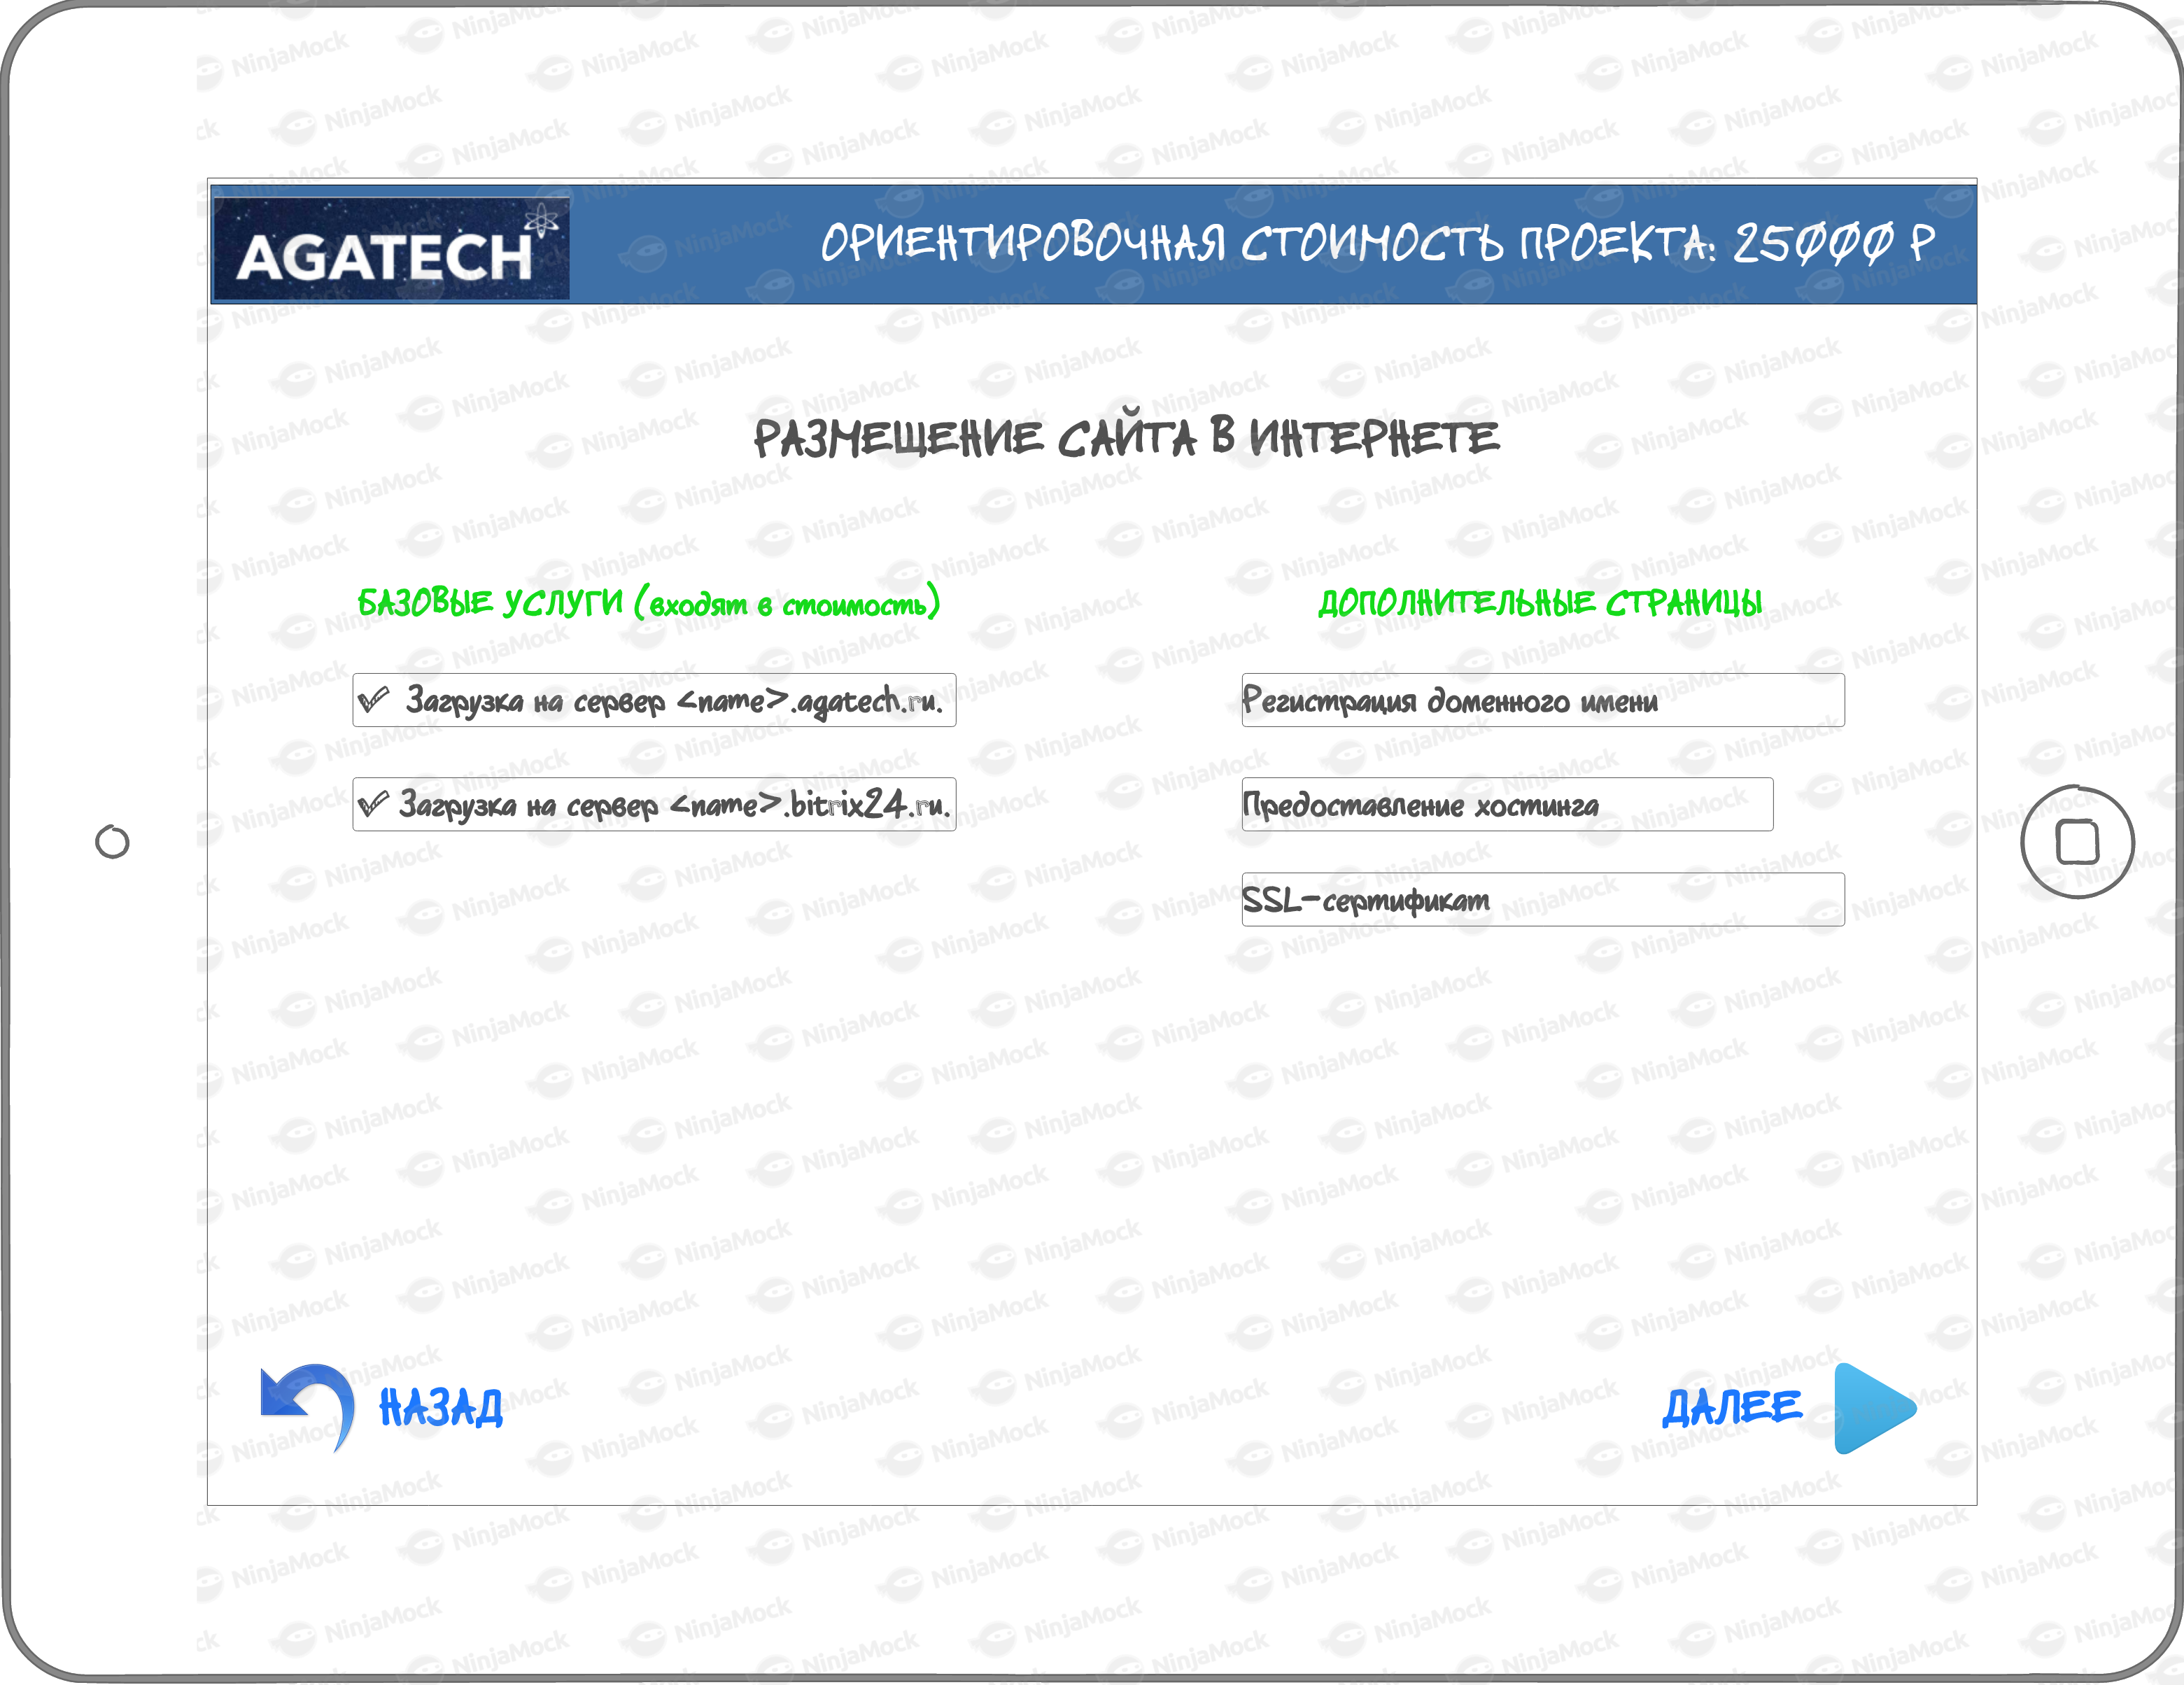 AGATECH
ОРИЕНТИРОВОЧНАЯ СТОИМОСТЬ ПРОЕКТА: 25000 Р
РАЗМЕЩЕНИЕ САЙТА В ИНТЕРНЕТЕ
БАЗОВЫЕ УСЛУГИ (входят в стоимость)
Загрузка на сервер <name>.agatech.ru.
Загрузка на сервер <name>.bitrix24.ru.
ДОПОЛНИТЕЛЬНЫЕ СТРАНИЦЫ
Регистрация доменного имени
Предоставление хостинга
SSL-сертификат
НАЗАД
ДАЛЕЕ
NinjaMock